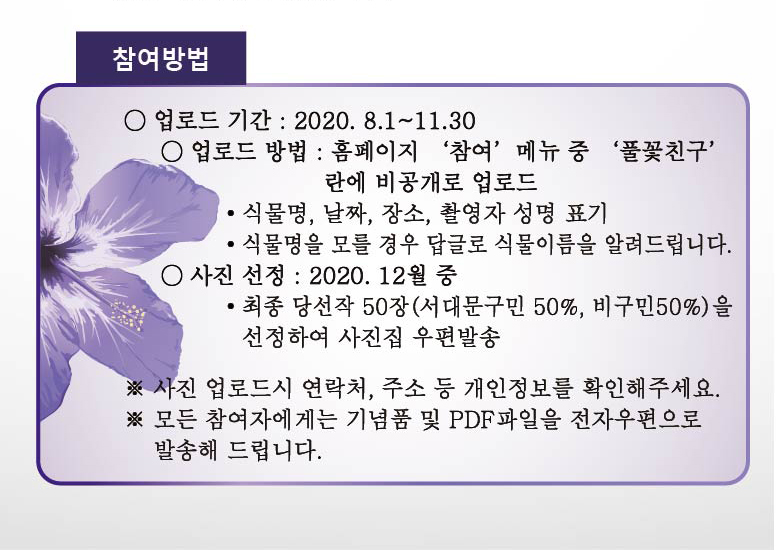 참여방법
○ 업로드 기간 : 2020. 8.1~11.30
○ 업로드 방법 : 홈페이지 ‘참여’ 메뉴 중 ‘풀꽃친구’
란에 비공개로 업로드
• 식물명, 날짜, 장소, 촬영자 성명 표기
• 식물명을 모를 경우 답글로 식물이름을 알려드립니다.
○ 사진 선정 : 2020. 12월 중
• 최종 당선작 50장(서대문구민 50%, 비구민50%)을
선정하여 사진집 우편발송
※ 사진 업로드시 연락처, 주소 등 개인정보를 확인해주세요.
※ 모든 참여자에게는 기념품 및 PDF파일을 전자우편으로
발송해 드립니다.